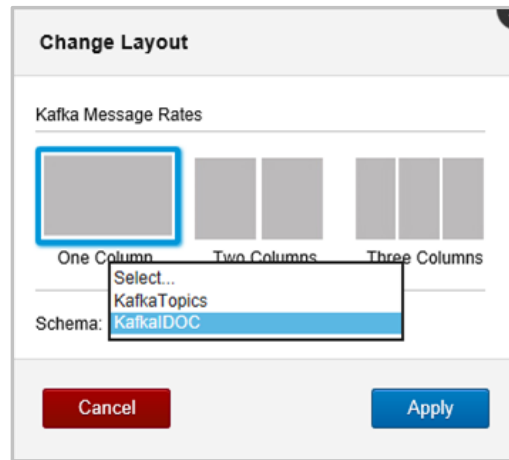 Change Layout
Kafka Message Rates
One Column Two Columns Three Columns
Select...
KafkaTopics
Schema: KafkaIDOC
Cancel Apply